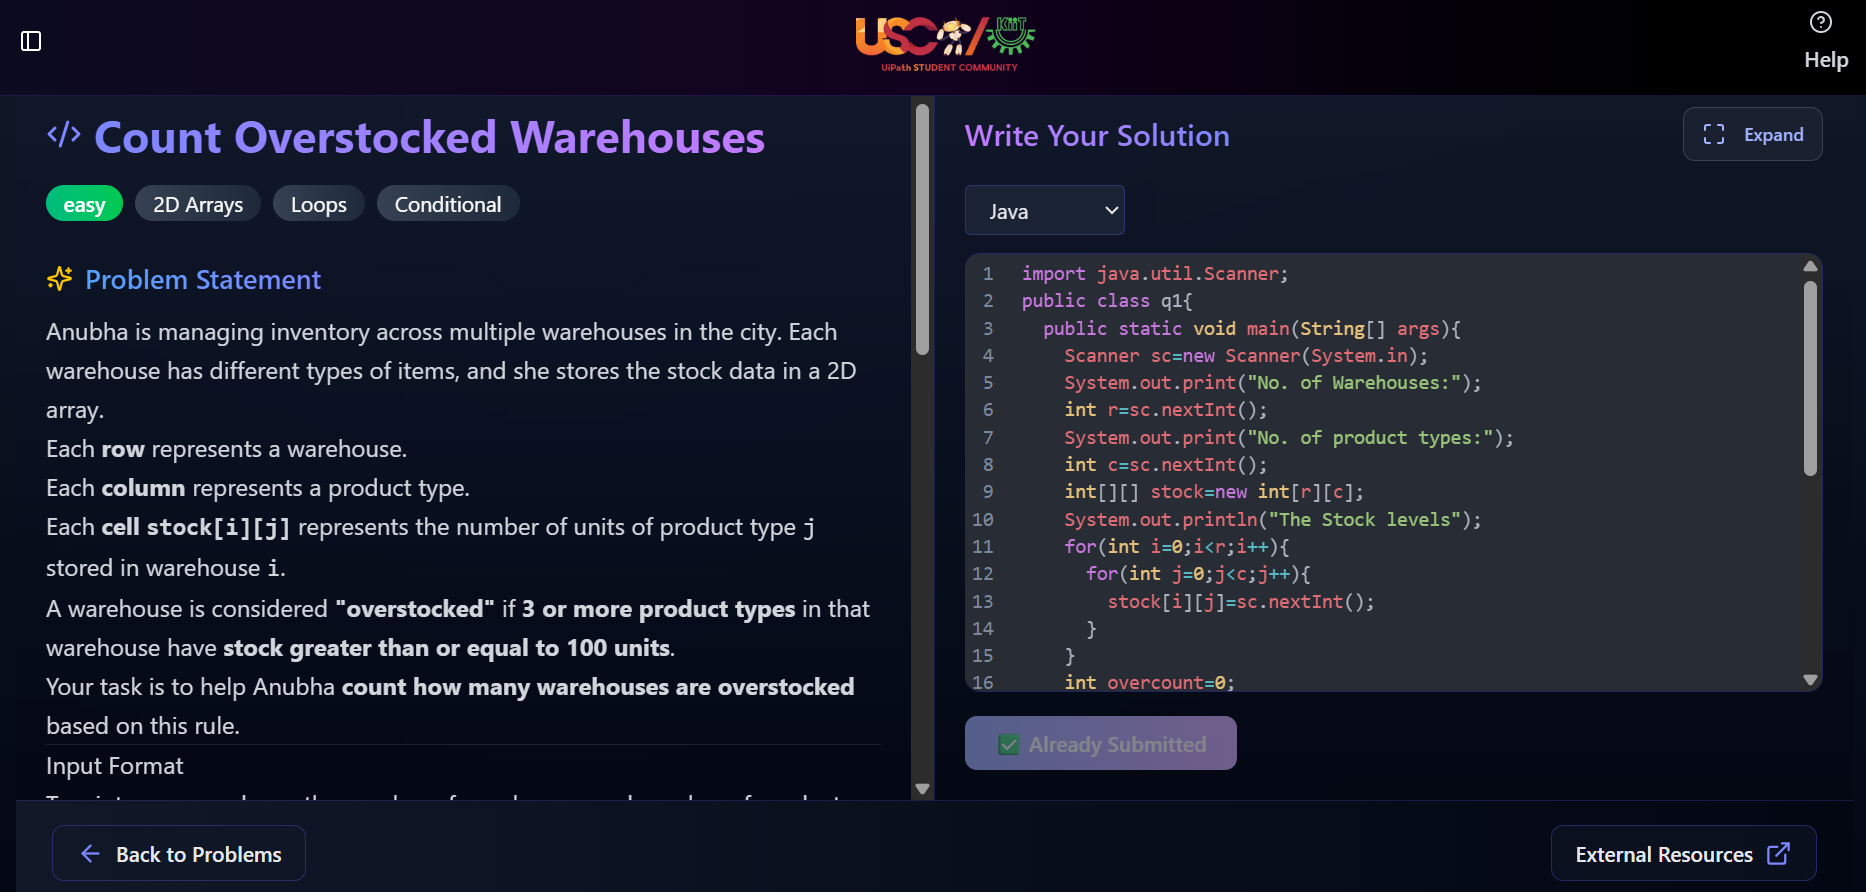 USC/KIIT
UiPath STUDENT COMMUNITY
Help
</> Count Overstocked Warehouses
easy
2D Arrays
Loops
Conditional
Problem Statement
Anubha is managing inventory across multiple warehouses in the city. Each
warehouse has different types of items, and she stores the stock data in a 2D
array.
Each row represents a warehouse.
Each column represents a product type.
Each cell stock[i][j] represents the number of units of product type j
stored in warehouse i.
A warehouse is considered "overstocked" if 3 or more product types in that
warehouse have stock greater than or equal to 100 units.
Your task is to help Anubha count how many warehouses are overstocked
based on this rule.
Input Format
Write Your Solution
Expand
Java
1 import java.util.Scanner;
2 public class q1{
3 public static void main(String[] args){
4 Scanner sc=new Scanner(System.in);
5 System.out.print("No. of Warehouses:");
6 int r=sc.nextInt();
7 System.out.print("No. of product types:");
8 int c=sc.nextInt();
9 int[][] stock=new int[r][c];
10 System.out.println("The Stock levels");
11 for(int i=0;i<r;i++){
12 for(int j=0;j<c;j++){
13 stock[i][j]=sc.nextInt();
14 }
15 }
16 int overcount=0;
Already Submitted
Back to Problems
External Resources